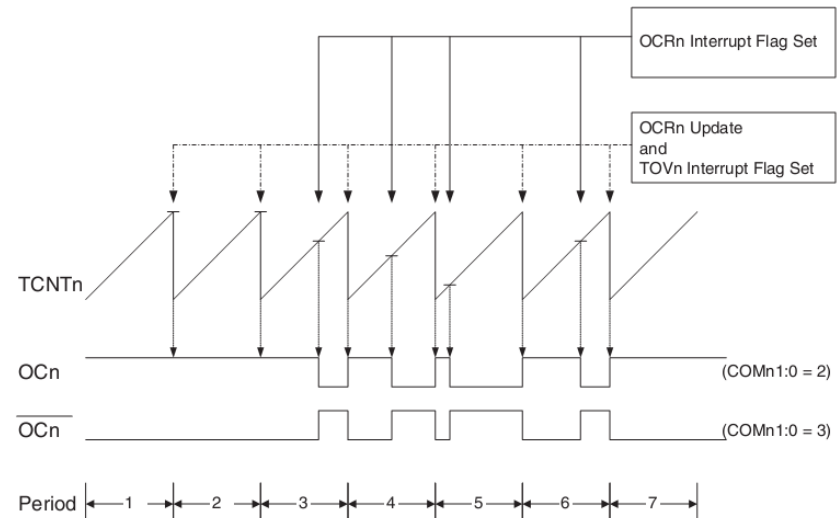 OCRn Interrupt Flag Set
OCRn Update
and
TOVn Interrupt Flag Set
TCNTn
OCn
(COMn1:0 = 2)
OCn
(COMn1:0 = 3)
Period
1
2
3
4
5
6
7